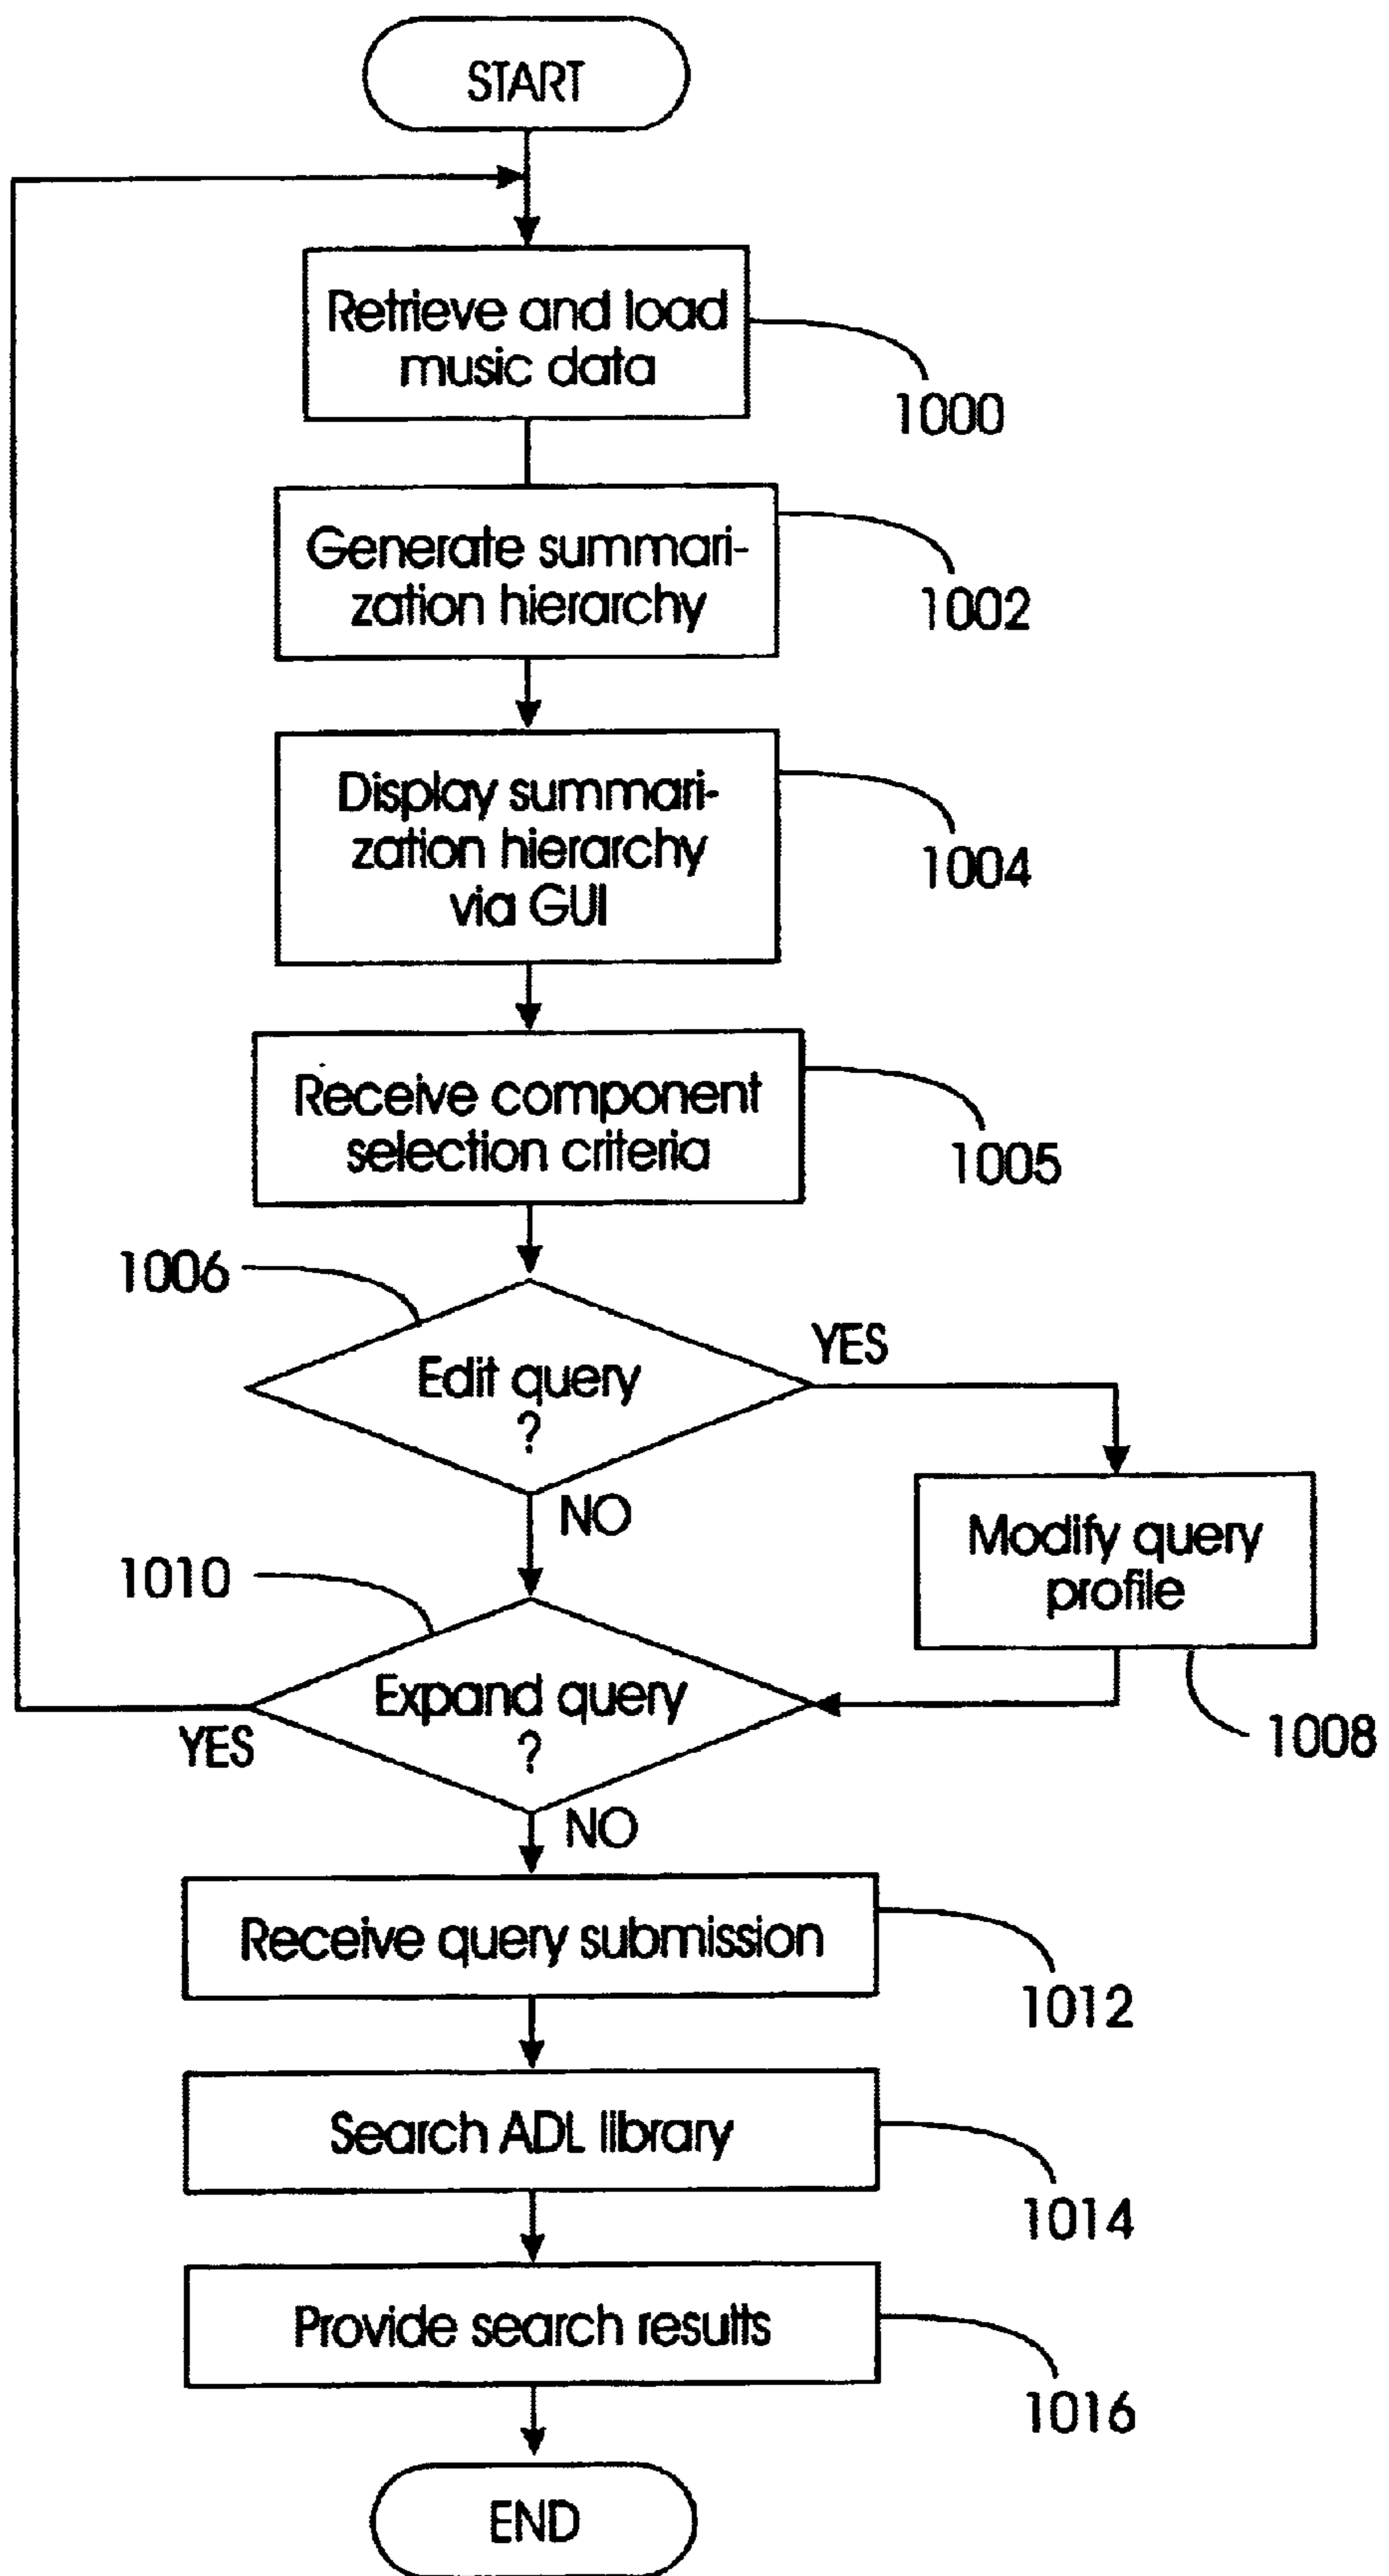 START
Retrieve and load
music data
1000
Generate summari-
zation hierarchy
1002
Display summari-
zation hierarchy
via GUI
1004
Receive component
selection criteria
1005
1006
Edit query
?
YES
NO
Modify query
profile
1008
1010
Expand query
?
YES
NO
Receive query submission
1012
Search ADL library
1014
Provide search results
1016
END